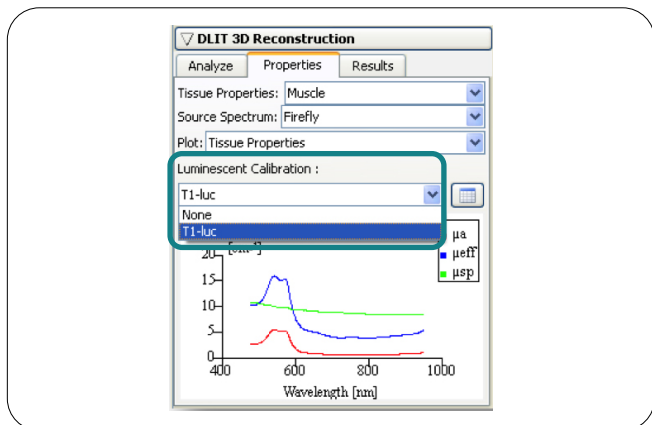 DLIT 3D Reconstruction
Analyze Properties Results
Tissue Properties: Muscle
Source Spectrum: Firefly
Plot: Tissue Properties
Luminescent Calibration :
T1-luc
None
T1-luc
μa
μeff
μsp
20
15
10
5
0
400 600 800 1000
Wavelength [nm]